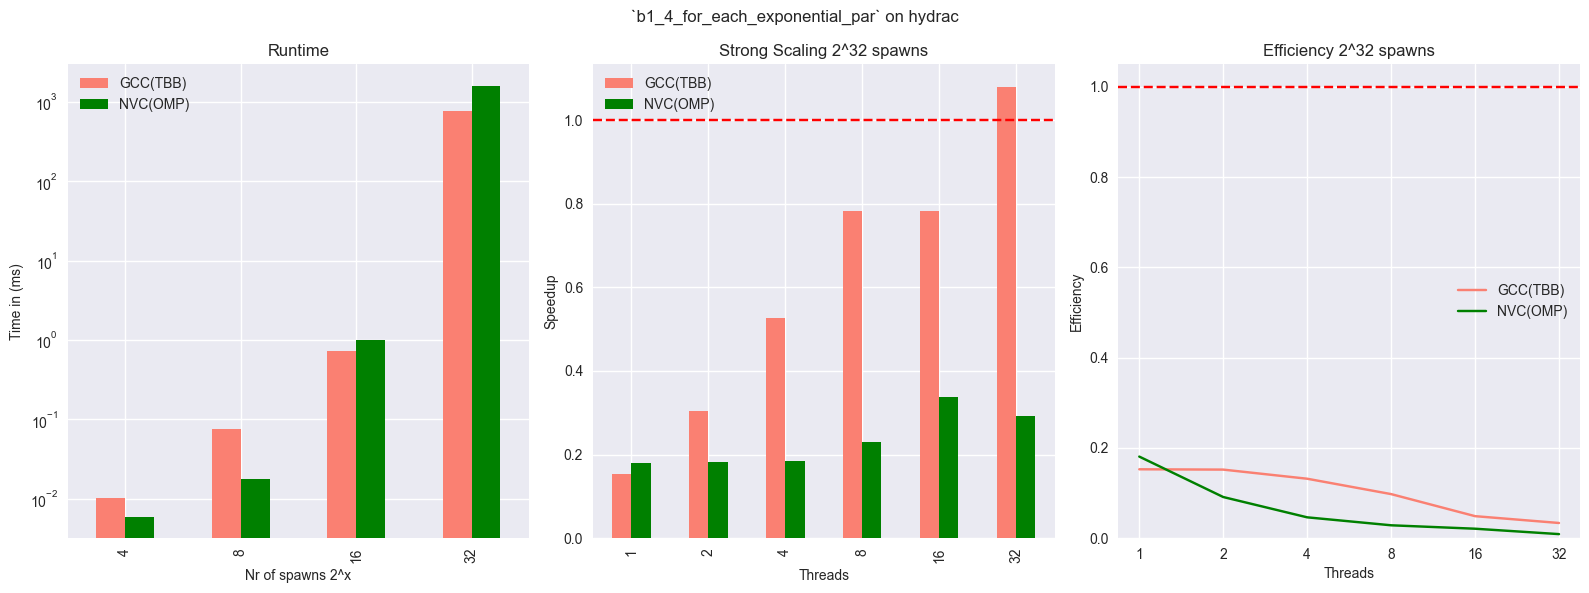 `b1_4_for_each_exponential_par` on hydrac
Runtime
GCC(TBB)
NVC(OMP)
Time in (ms)
10^3
10^2
10^1
10^0
10^−1
10^−2
4
8
16
32
Nr of spawns 2^x
Strong Scaling 2^32 spawns
GCC(TBB)
NVC(OMP)
Speedup
1.0
0.8
0.6
0.4
0.2
0.0
1
2
4
8
16
32
Threads
Efficiency 2^32 spawns
Efficiency
1.0
0.8
0.6
0.4
0.2
0.0
GCC(TBB)
NVC(OMP)
1
2
4
8
16
32
Threads